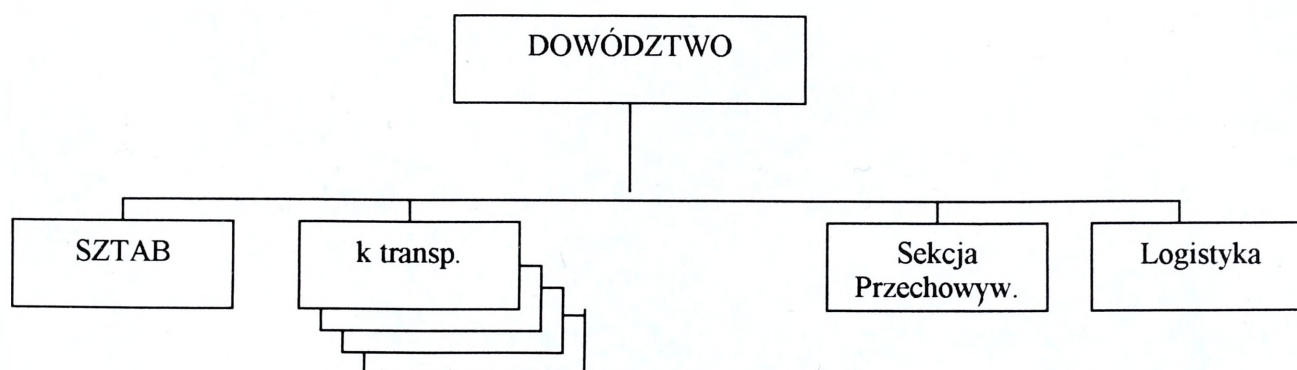 DOWÓDZTWO
SZTAB
k transp.
Sekcja
Przechowyw.
Logistyka